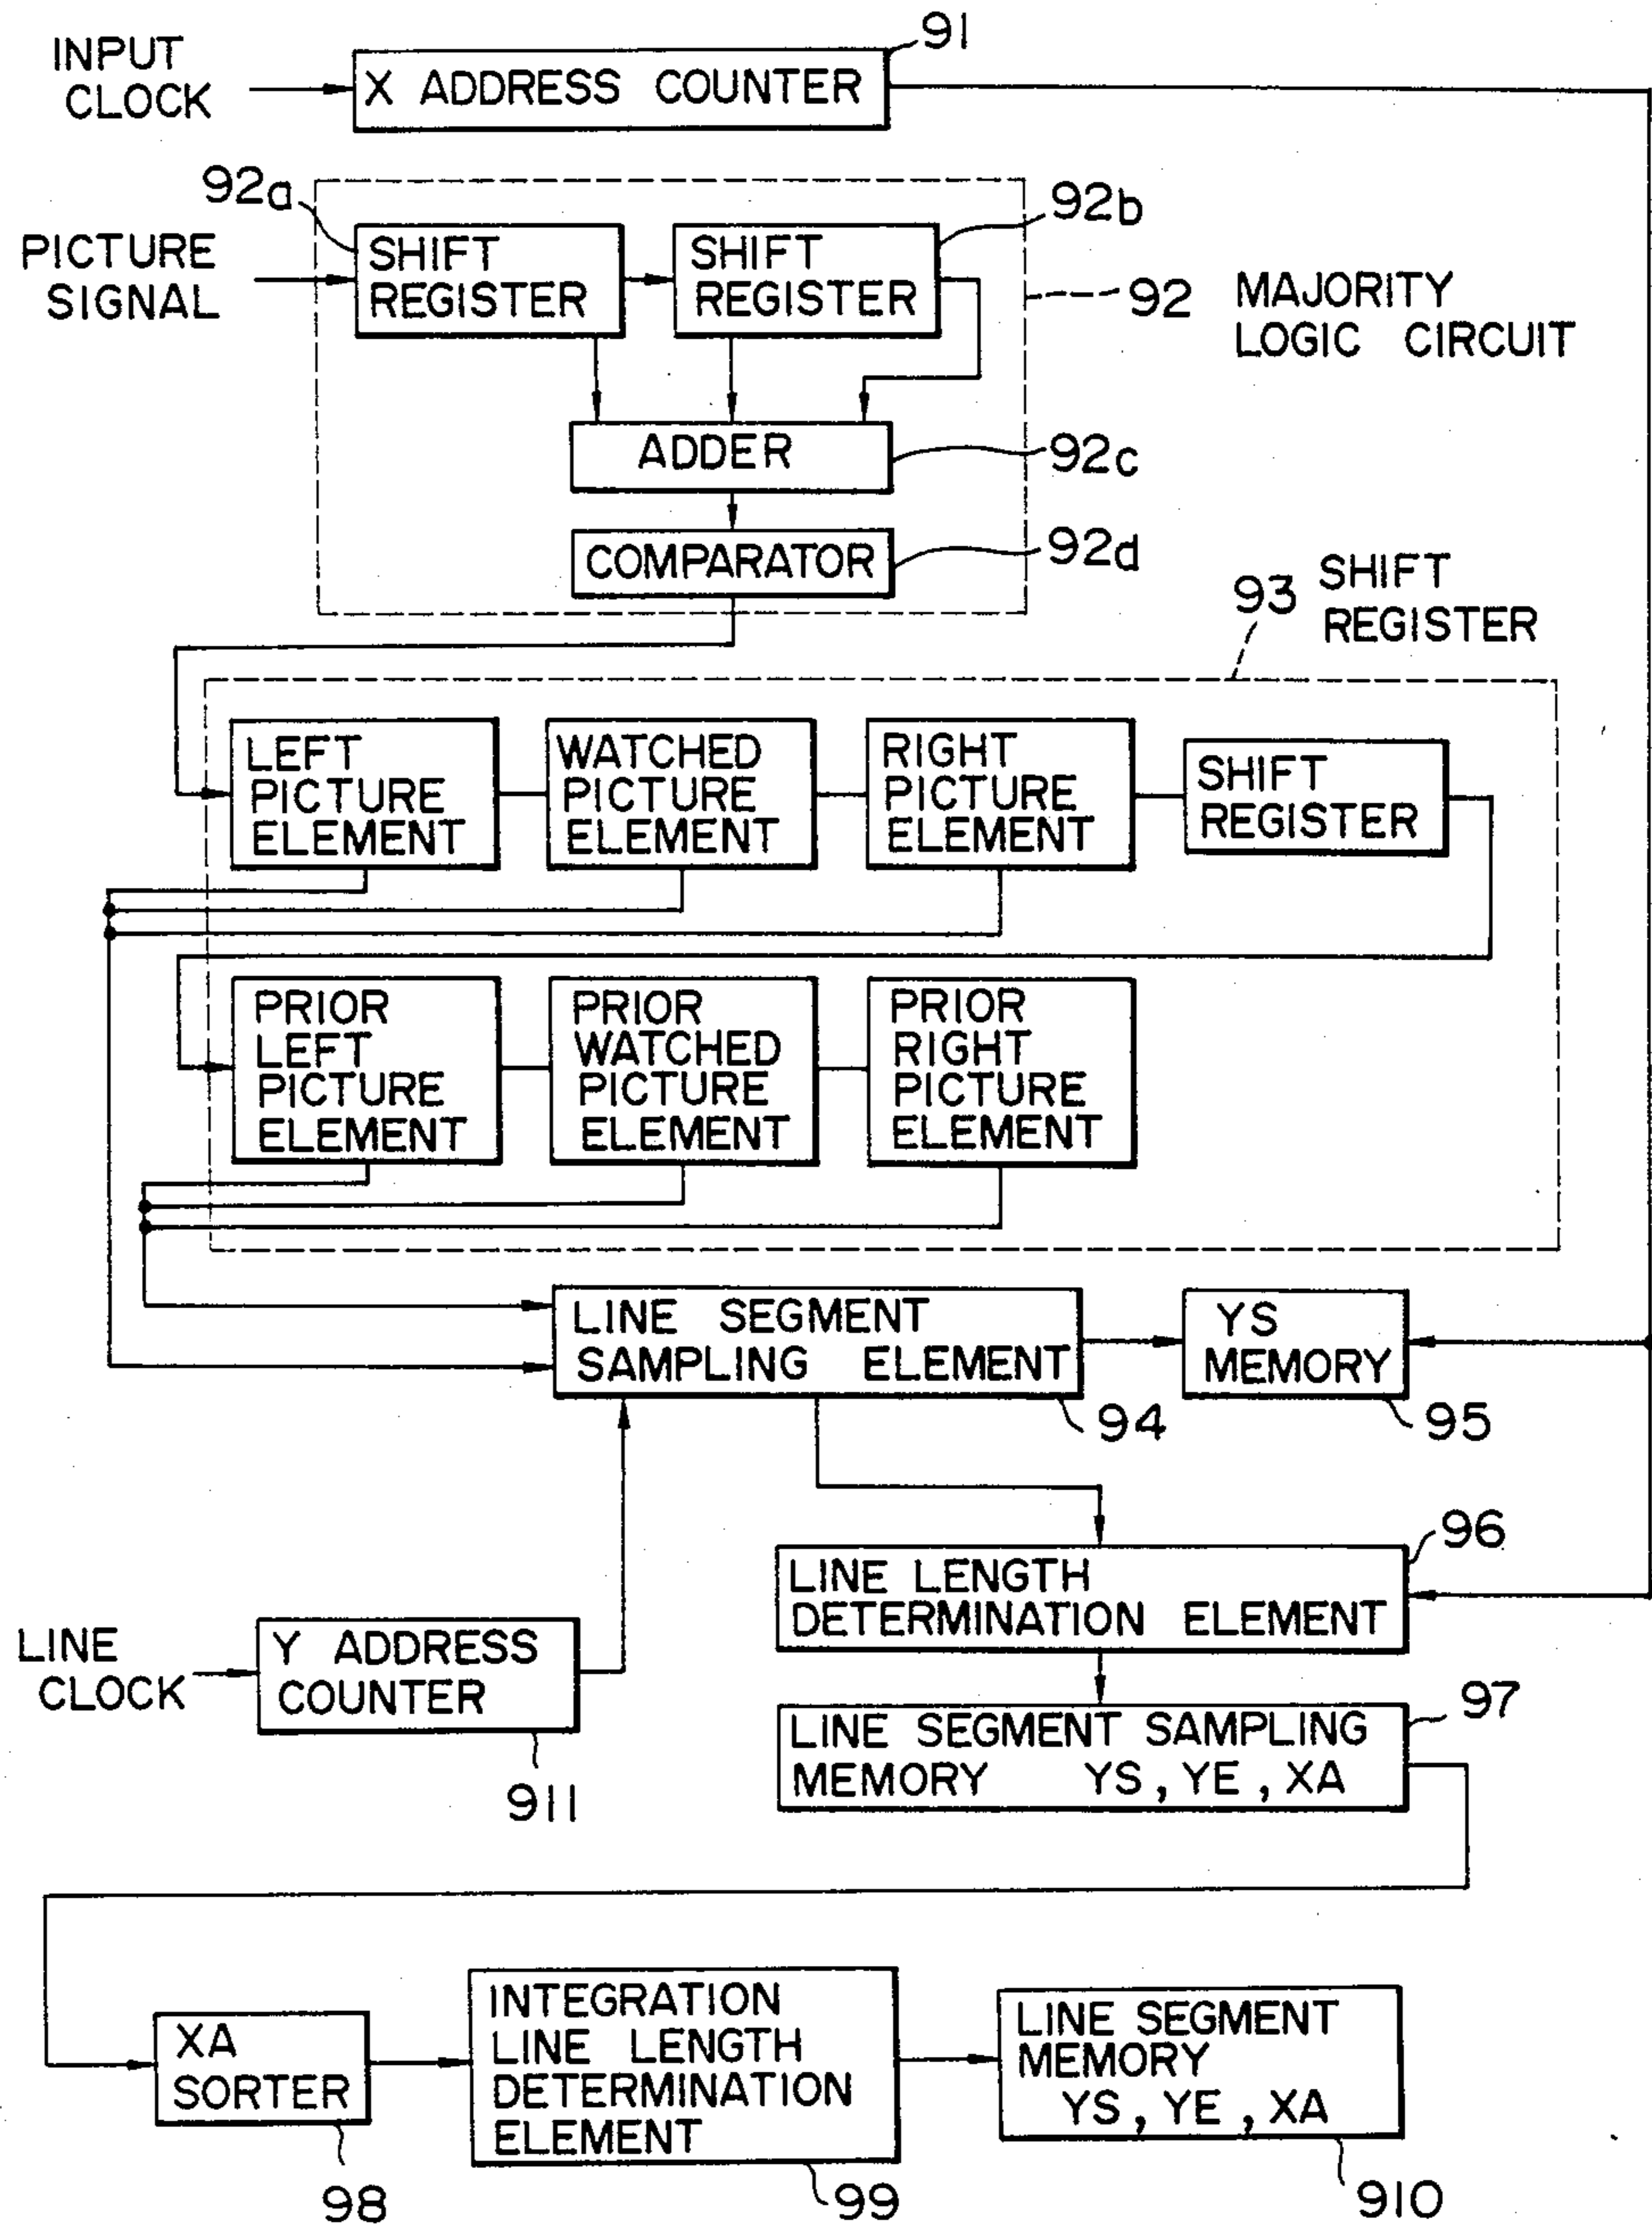 INPUT
CLOCK
X ADDRESS COUNTER
91
92a
92b
PICTURE
SIGNAL
SHIFT
REGISTER
SHIFT
REGISTER
92
MAJORITY
LOGIC CIRCUIT
ADDER
92c
COMPARATOR
92d
93
SHIFT
REGISTER
LEFT
PICTURE
ELEMENT
WATCHED
PICTURE
ELEMENT
RIGHT
PICTURE
ELEMENT
SHIFT
REGISTER
PRIOR
LEFT
PICTURE
ELEMENT
PRIOR
WATCHED
PICTURE
ELEMENT
PRIOR
RIGHT
PICTURE
ELEMENT
LINE SEGMENT
SAMPLING ELEMENT
94
YS
MEMORY
95
96
LINE LENGTH
DETERMINATION ELEMENT
LINE
CLOCK
Y ADDRESS
COUNTER
911
97
LINE SEGMENT SAMPLING
MEMORY YS, YE, XA
XA
SORTER
98
INTEGRATION
LINE LENGTH
DETERMINATION
ELEMENT
99
LINE SEGMENT
MEMORY
YS, YE, XA
910